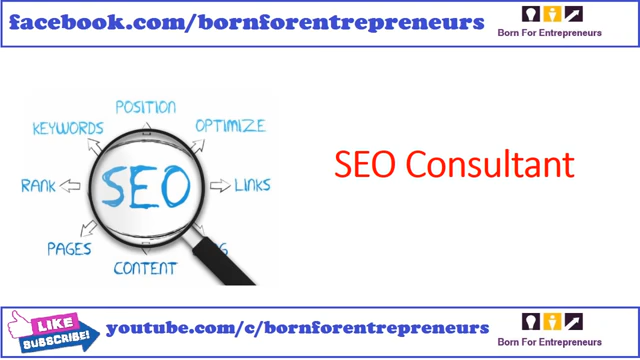 facebook.com/bornforentrepreneurs
Born For Entrepreneurs
POSITION
KEYWORDS
OPTIMIZE
SEO Consultant
RANK
SEO
LINKS
PAGES
CONTENT
LIKE
SUBSCRIBE!
youtube.com/c/bornforentrepreneurs
Born For Entrepreneurs